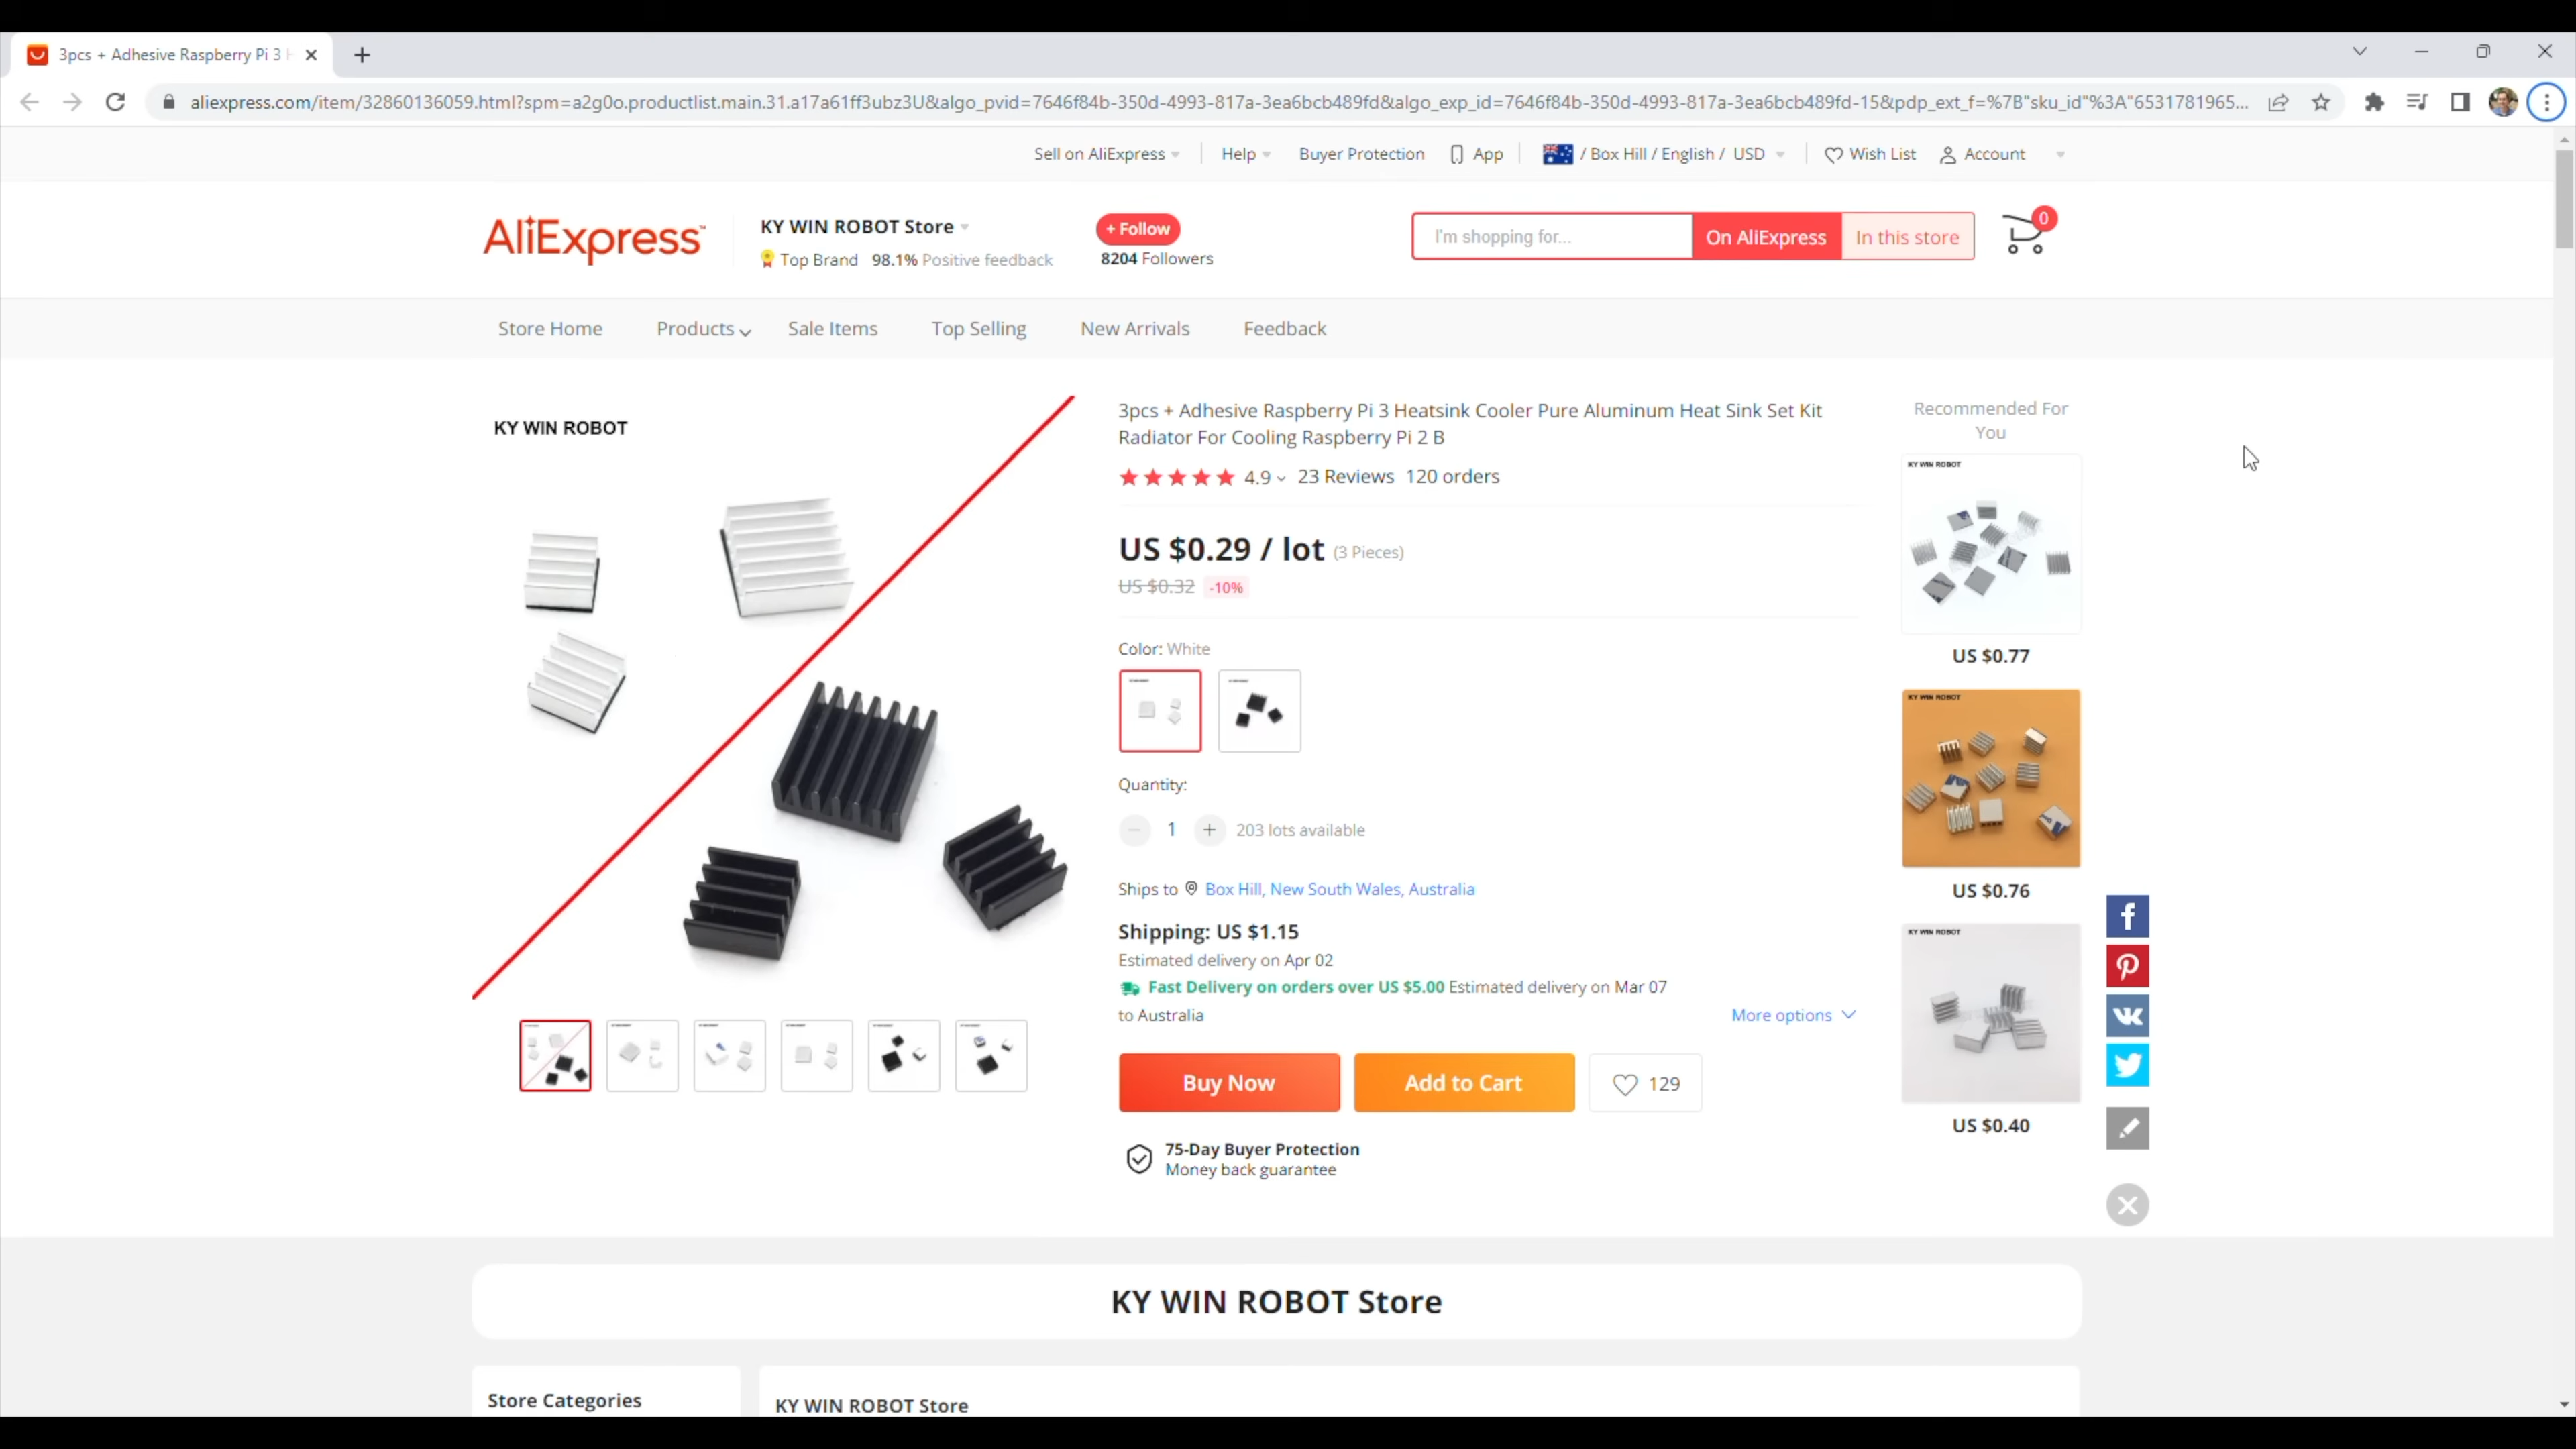 3pcs + Adhesive Raspberry Pi 3 H
aliexpress.com/item/32860136059.html?spm=a2g0o.productlist.main.31.a17a61ff3ubz3U&algo_pvid=7646f84b-350d-4993-817a-3ea6bcb489fd&algo_exp_id=7646f84b-350d-4993-817a-3ea6bcb489fd-15&pdp_ext_f=%7B"sku_id"%3A"6531781965...
Sell on AliExpress Help Buyer Protection App / Box Hill / English / USD Wish List Account
AliExpress
KY WIN ROBOT Store
Top Brand 98.1% Positive feedback
+ Follow
8204 Followers
I'm shopping for... On AliExpress In this store
0
Store Home Products Sale Items Top Selling New Arrivals Feedback
KY WIN ROBOT
3pcs + Adhesive Raspberry Pi 3 Heatsink Cooler Pure Aluminum Heat Sink Set Kit
Radiator For Cooling Raspberry Pi 2 B
4.9 23 Reviews 120 orders
US $0.29 / lot (3 Pieces)
US $0.32 -10%
Color: White
Quantity:
1 203 lots available
Ships to Box Hill, New South Wales, Australia
Shipping: US $1.15
Estimated delivery on Apr 02
Fast Delivery on orders over US $5.00 Estimated delivery on Mar 07
to Australia
More options
Buy Now Add to Cart 129
75-Day Buyer Protection
Money back guarantee
Recommended For
You
KY WIN ROBOT
US $0.77
KY WIN ROBOT
US $0.76
KY WIN ROBOT
US $0.40
KY WIN ROBOT Store
Store Categories
KY WIN ROBOT Store